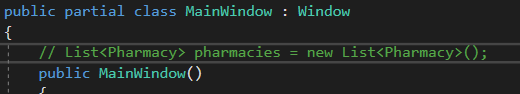 public partial class MainWindow : Window
{
// List<Pharmacy> pharmacies = new List<Pharmacy>();
public MainWindow()
{